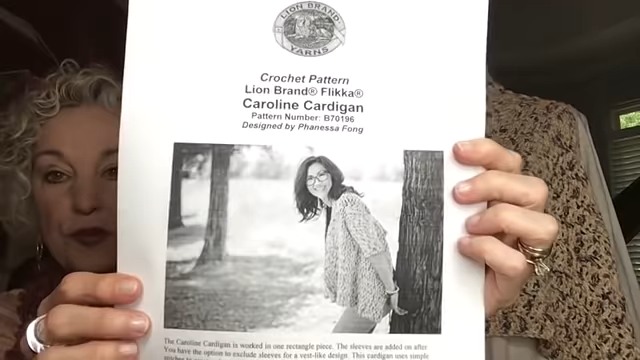 LION BRAND
YARNS
Crochet Pattern
Lion Brand® Flikka®
Caroline Cardigan
Pattern Number: B70196
Designed by Phanessa Fong
The Caroline Cardigan is worked in one rectangle piece. The sleeves are added on after
You have the option to exclude sleeves for a vest-like design. This cardigan uses simple